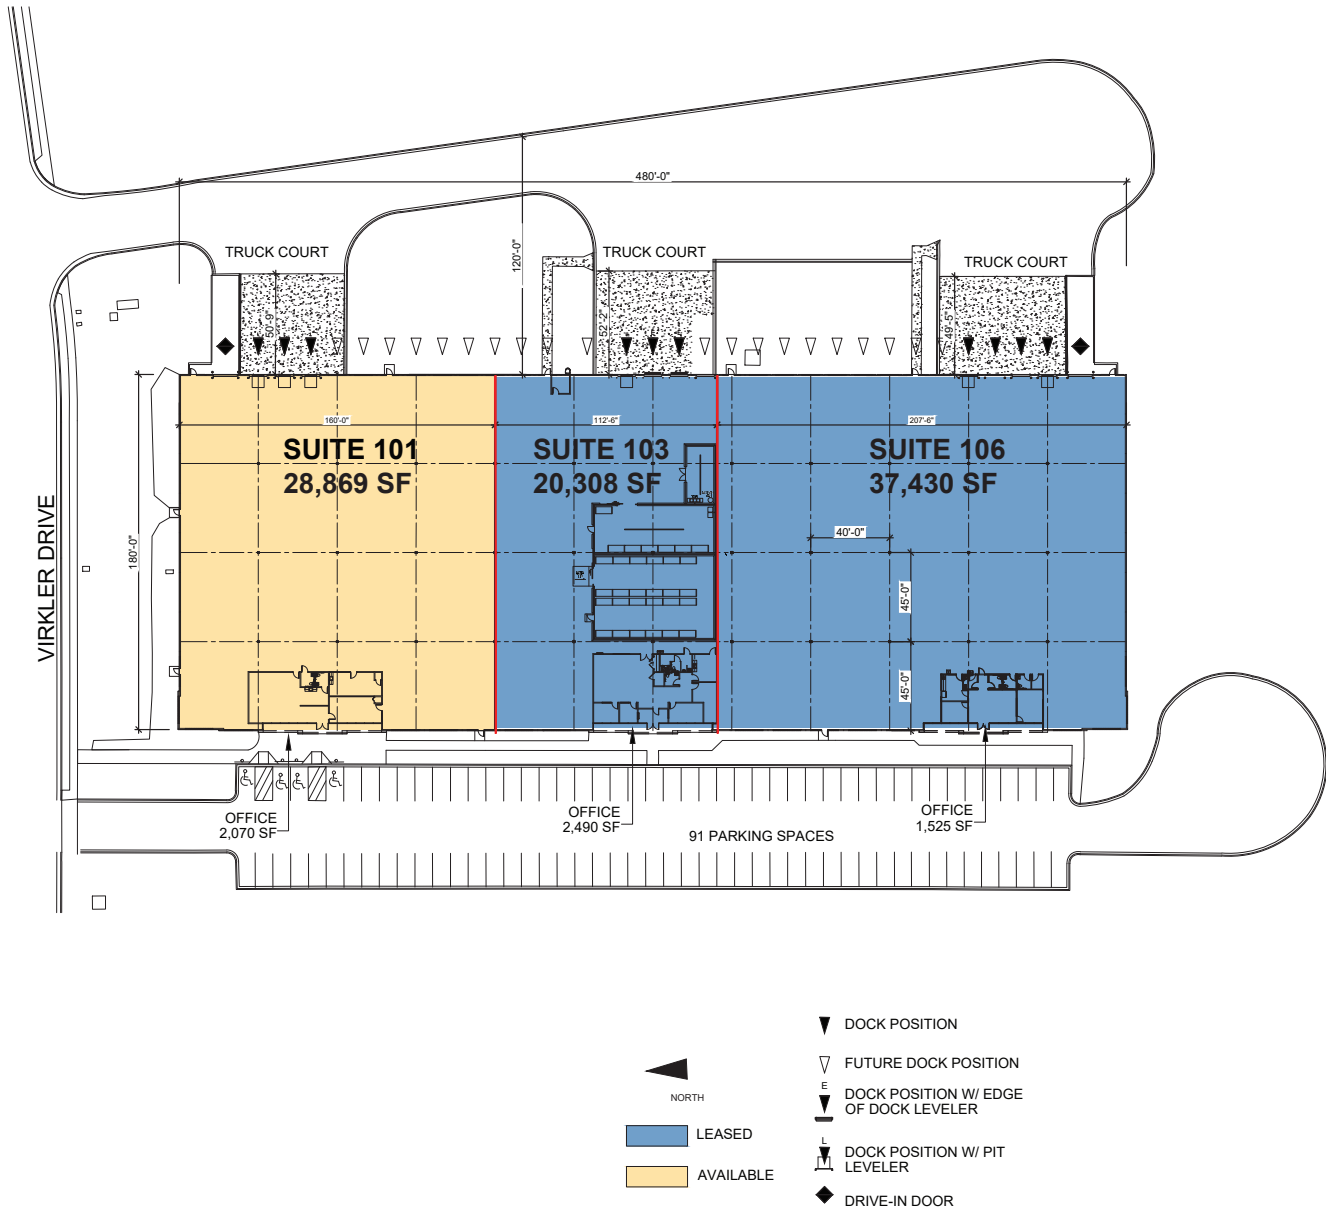 480'-0"
120'-0"
TRUCK COURT
TRUCK COURT
TRUCK COURT
50'-9"
52'-2"
49'-5"
160'-0"
112'-6"
207'-6"
SUITE 101
28,869 SF
SUITE 103
20,308 SF
SUITE 106
37,430 SF
40'-0"
45'-0"
45'-0"
180'-0"
VIRKLER DRIVE
OFFICE
2,070 SF
OFFICE
2,490 SF
OFFICE
1,525 SF
91 PARKING SPACES
NORTH
LEASED
AVAILABLE
DOCK POSITION
FUTURE DOCK POSITION
E
DOCK POSITION W/ EDGE
OF DOCK LEVELER
L
DOCK POSITION W/ PIT
LEVELER
DRIVE-IN DOOR